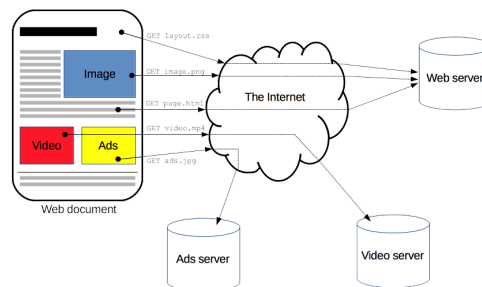 GET layout.css
Image
GET image.png
The Internet
Web server
GET page.html
Video
Ads
GET video.mp4
GET ads.jpg
Web document
Ads server
Video server